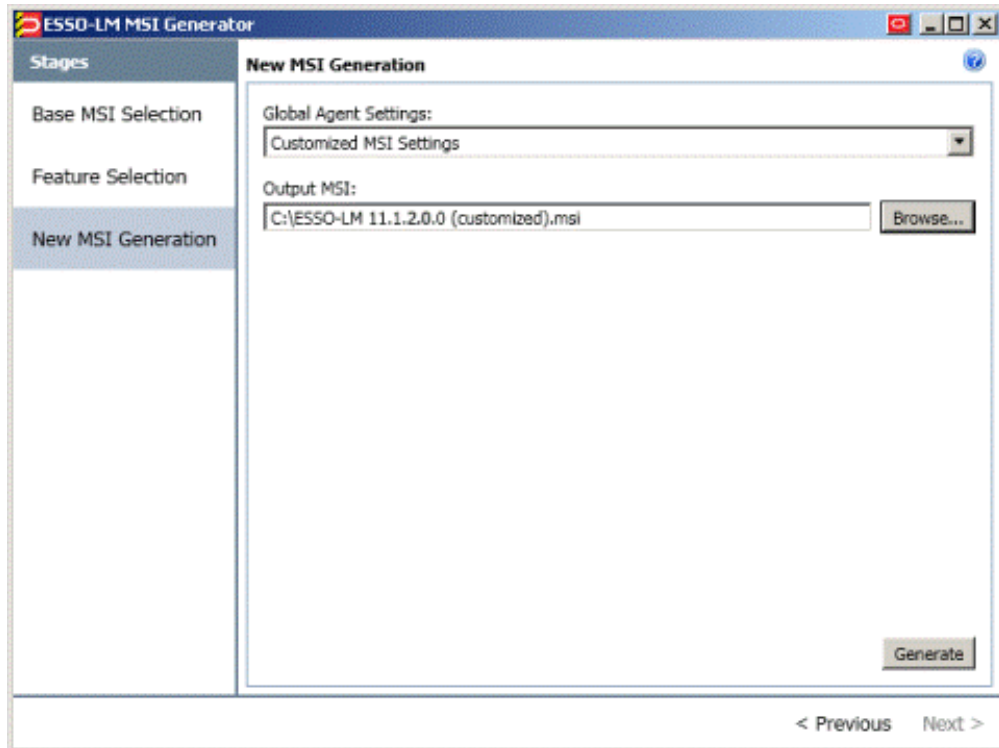 ESSO-LM MSI Generator
Stages
Base MSI Selection
Feature Selection
New MSI Generation
New MSI Generation
Global Agent Settings:
Customized MSI Settings
Output MSI:
C:\ESSO-LM 11.1.2.0.0 (customized).msi
Browse...
Generate
< Previous
Next >